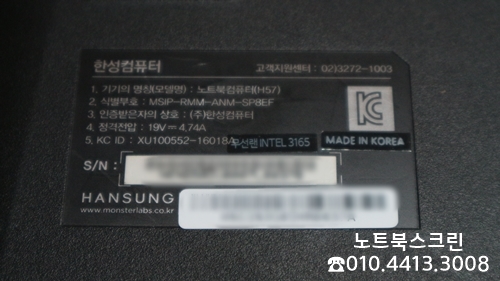 한성컴퓨터 고객지원센터 : 02)3272-1003
1. 기기의 명칭(모델명) : 노트북컴퓨터(H57)
2. 식별부호 : MSIP-RMM-ANM-SP8EF
3. 인증받은자의 상호 : (주)한성컴퓨터
4. 정격전압 : 19V⎓4.74A
5. KC ID : XU100552-16018A
무선랜 INTEL 3165
MADE IN KOREA
S/N :
HANSUNG
www.monsterlabs.co.kr
노트북스크린
☎010.4413.3008